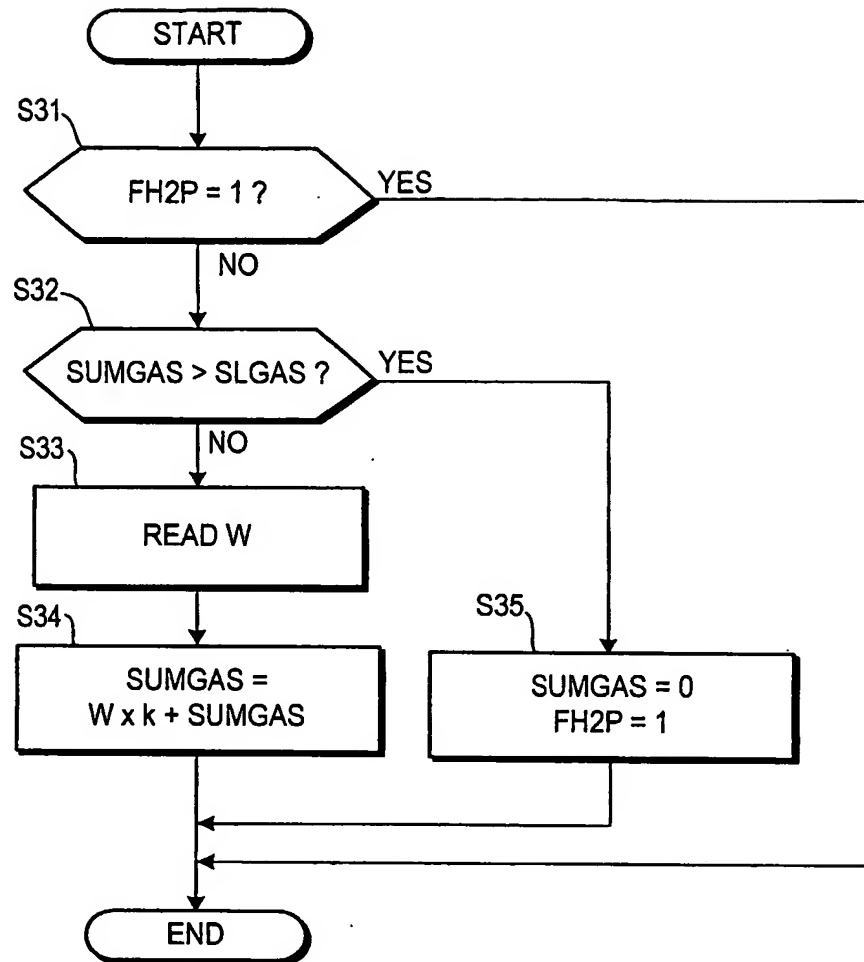 START
S31
FH2P = 1 ?
YES
NO
S32
SUMGAS > SLGAS ?
YES
NO
S33
READ W
S34
SUMGAS =
W x k + SUMGAS
S35
SUMGAS = 0
FH2P = 1
END